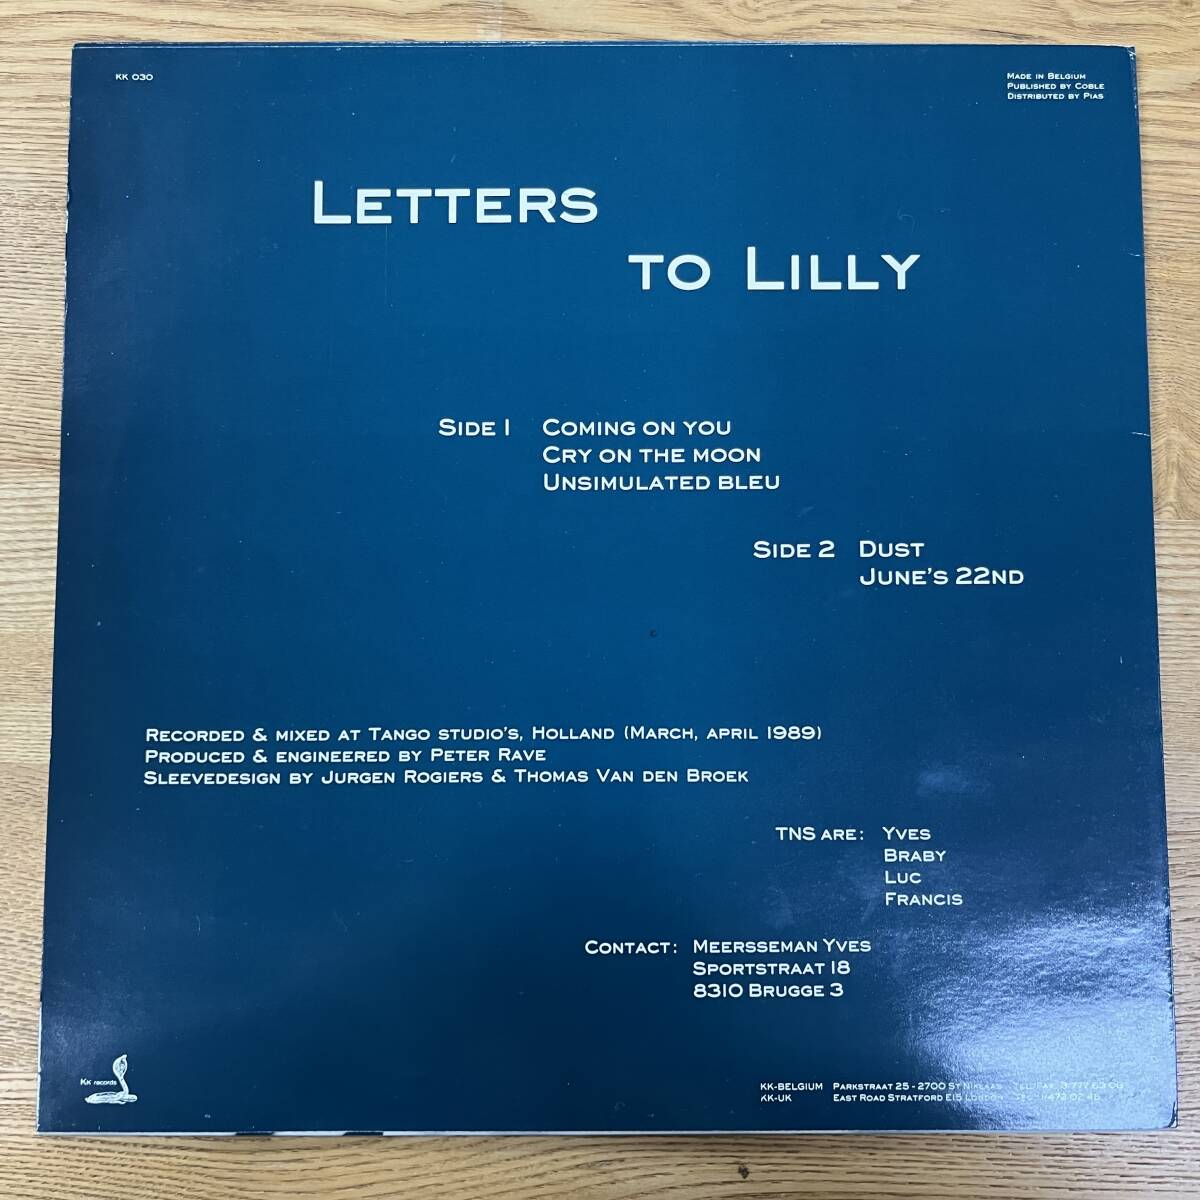 KK 030
Made in Belgium
Published by Coble
Distributed by Pias
Letters
to Lilly
Side 1 Coming on you
Cry on the moon
Unsimulated bleu
Side 2 Dust
June's 22nd
Recorded & mixed at Tango studio's, Holland (March, april 1989)
Produced & engineered by Peter Rave
Sleevedesign by Jurgen Rogiers & Thomas Van den Broek
TNS are: Yves
Braby
Luc
Francis
Contact: Meersseman Yves
Sportstraat 18
8310 Brugge 3
KK records
KK-Belgium Parkstraat 25 - 2700 St Niklaas Tel/Fax
KK-UK East Road Stratford E15 London